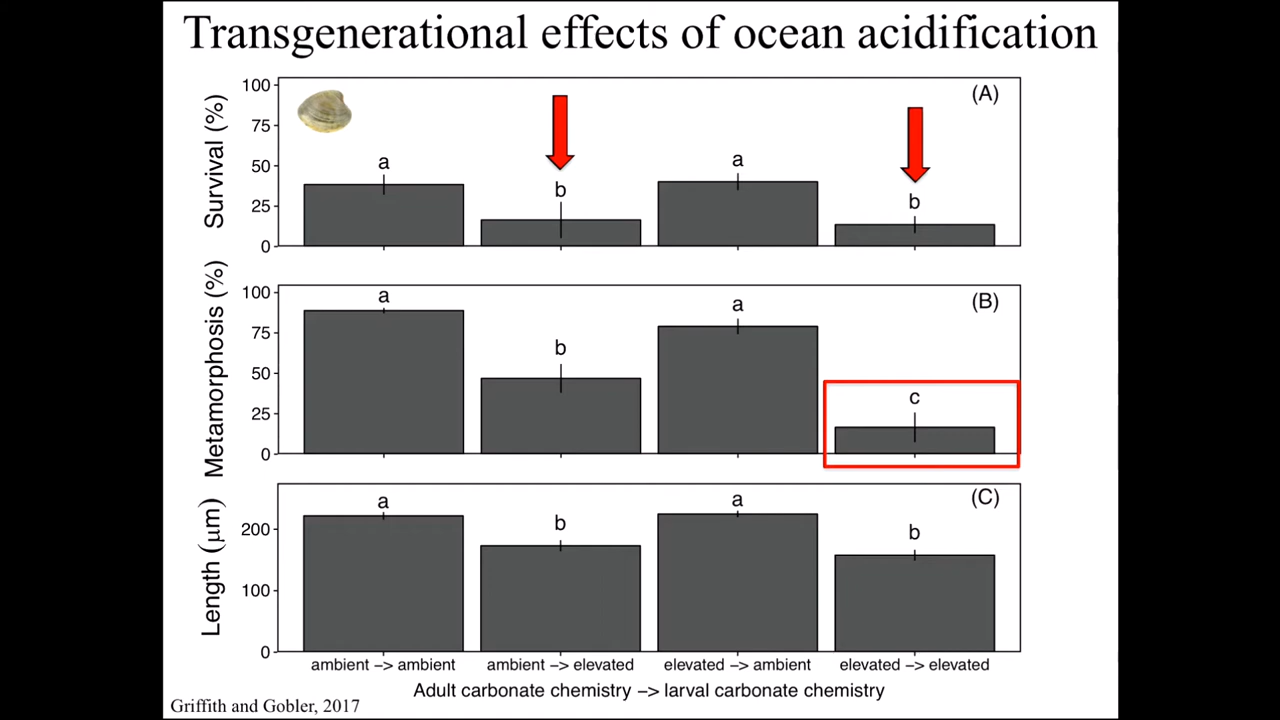 Transgenerational effects of ocean acidification
Survival (%)
100
75
50
25
0
(A)
a
b
a
b
Metamorphosis (%)
100
75
50
25
0
(B)
a
b
a
c
Length (μm)
200
100
0
(C)
a
b
a
b
ambient –> ambient
ambient –> elevated
elevated –> ambient
elevated –> elevated
Adult carbonate chemistry –> larval carbonate chemistry
Griffith and Gobler, 2017